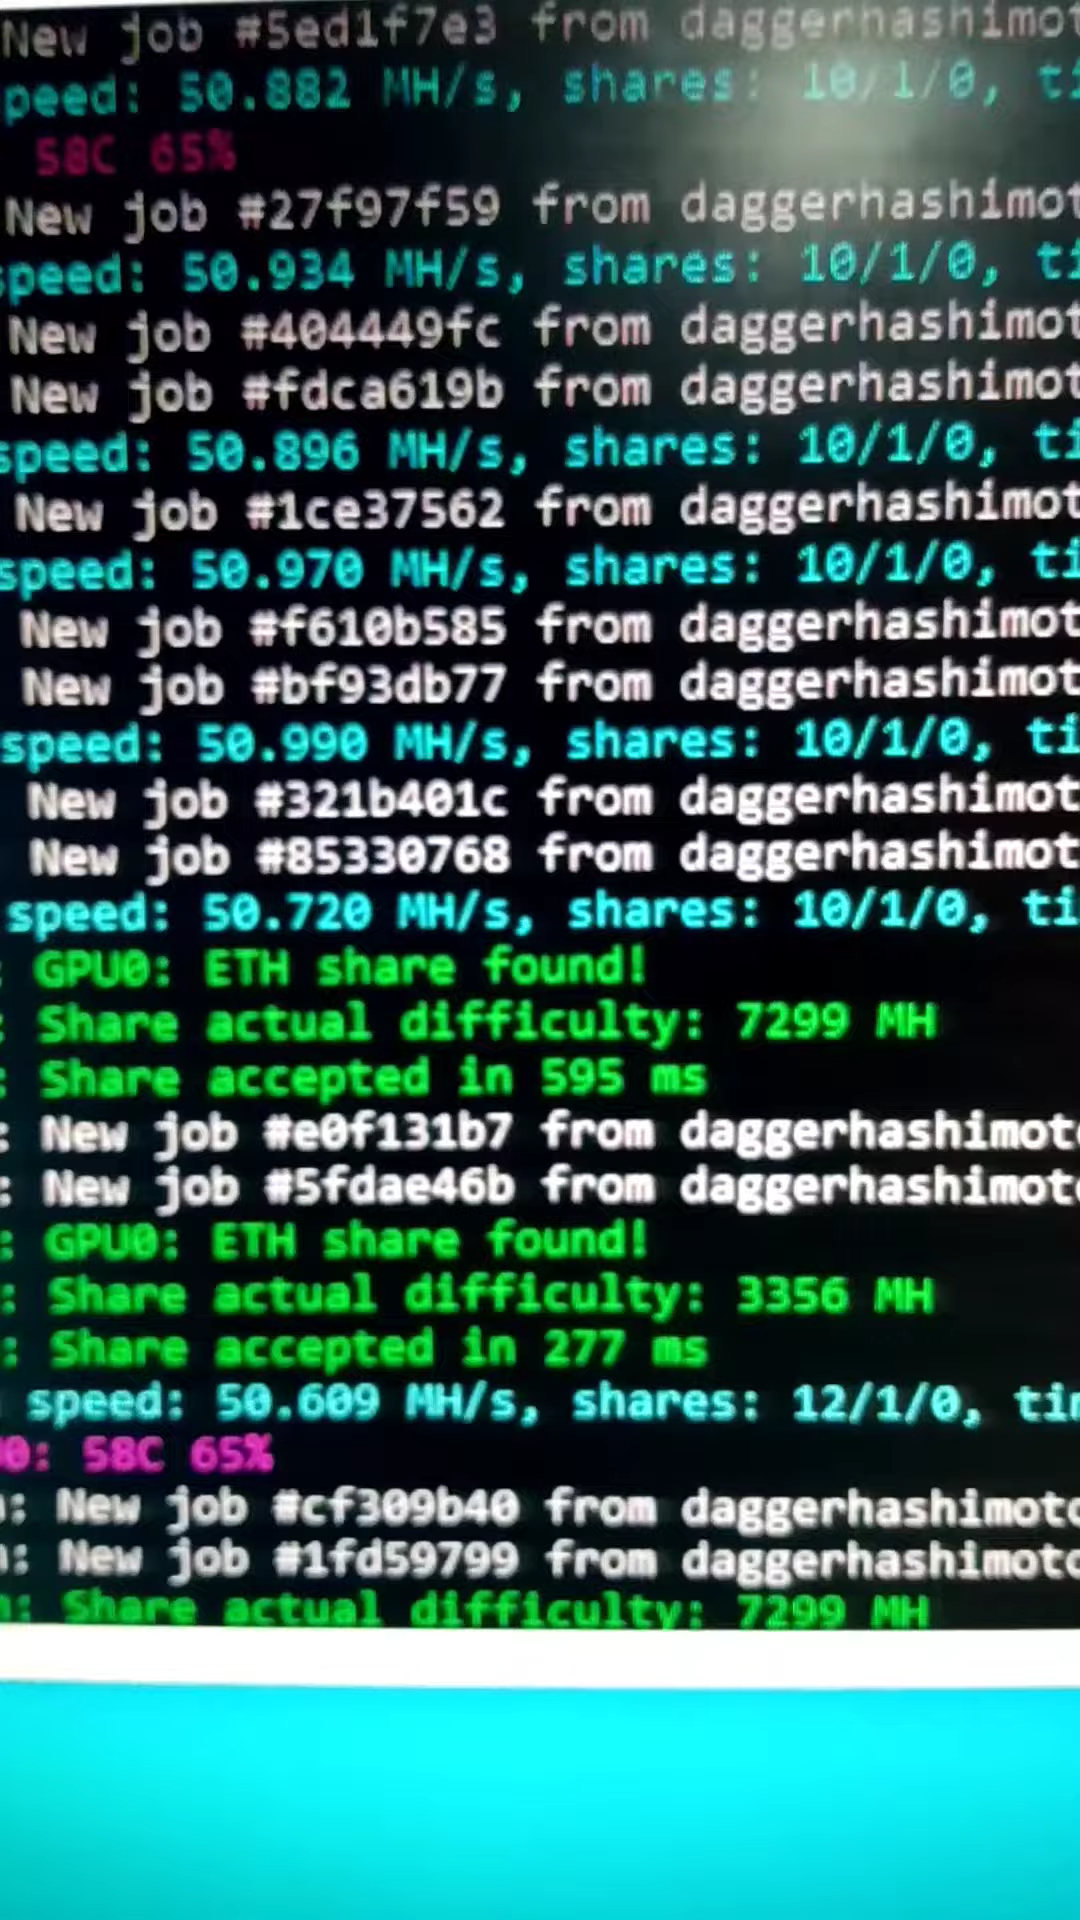 New job #5ed1f7e3 from daggerhashimot
peed: 50.882 MH/s, shares: 10/1/0, ti
58C 65%
New job #27f97f59 from daggerhashimot
speed: 50.934 MH/s, shares: 10/1/0, ti
New job #404449fc from daggerhashimot
New job #fdca619b from daggerhashimot
speed: 50.896 MH/s, shares: 10/1/0, ti
New job #1ce37562 from daggerhashimot
speed: 50.970 MH/s, shares: 10/1/0, ti
New job #f610b585 from daggerhashimot
New job #bf93db77 from daggerhashimot
speed: 50.990 MH/s, shares: 10/1/0, ti
New job #321b401c from daggerhashimot
New job #85330768 from daggerhashimot
speed: 50.720 MH/s, shares: 10/1/0, ti
: GPU0: ETH share found!
: Share actual difficulty: 7299 MH
: Share accepted in 595 ms
: New job #e0f131b7 from daggerhashimoto
: New job #5fdae46b from daggerhashimoto
: GPU0: ETH share found!
: Share actual difficulty: 3356 MH
: Share accepted in 277 ms
speed: 50.609 MH/s, shares: 12/1/0, tim
0: 58C 65%
: New job #cf309b40 from daggerhashimoto
: New job #1fd59799 from daggerhashimoto
: Share actual difficulty: 7299 MH